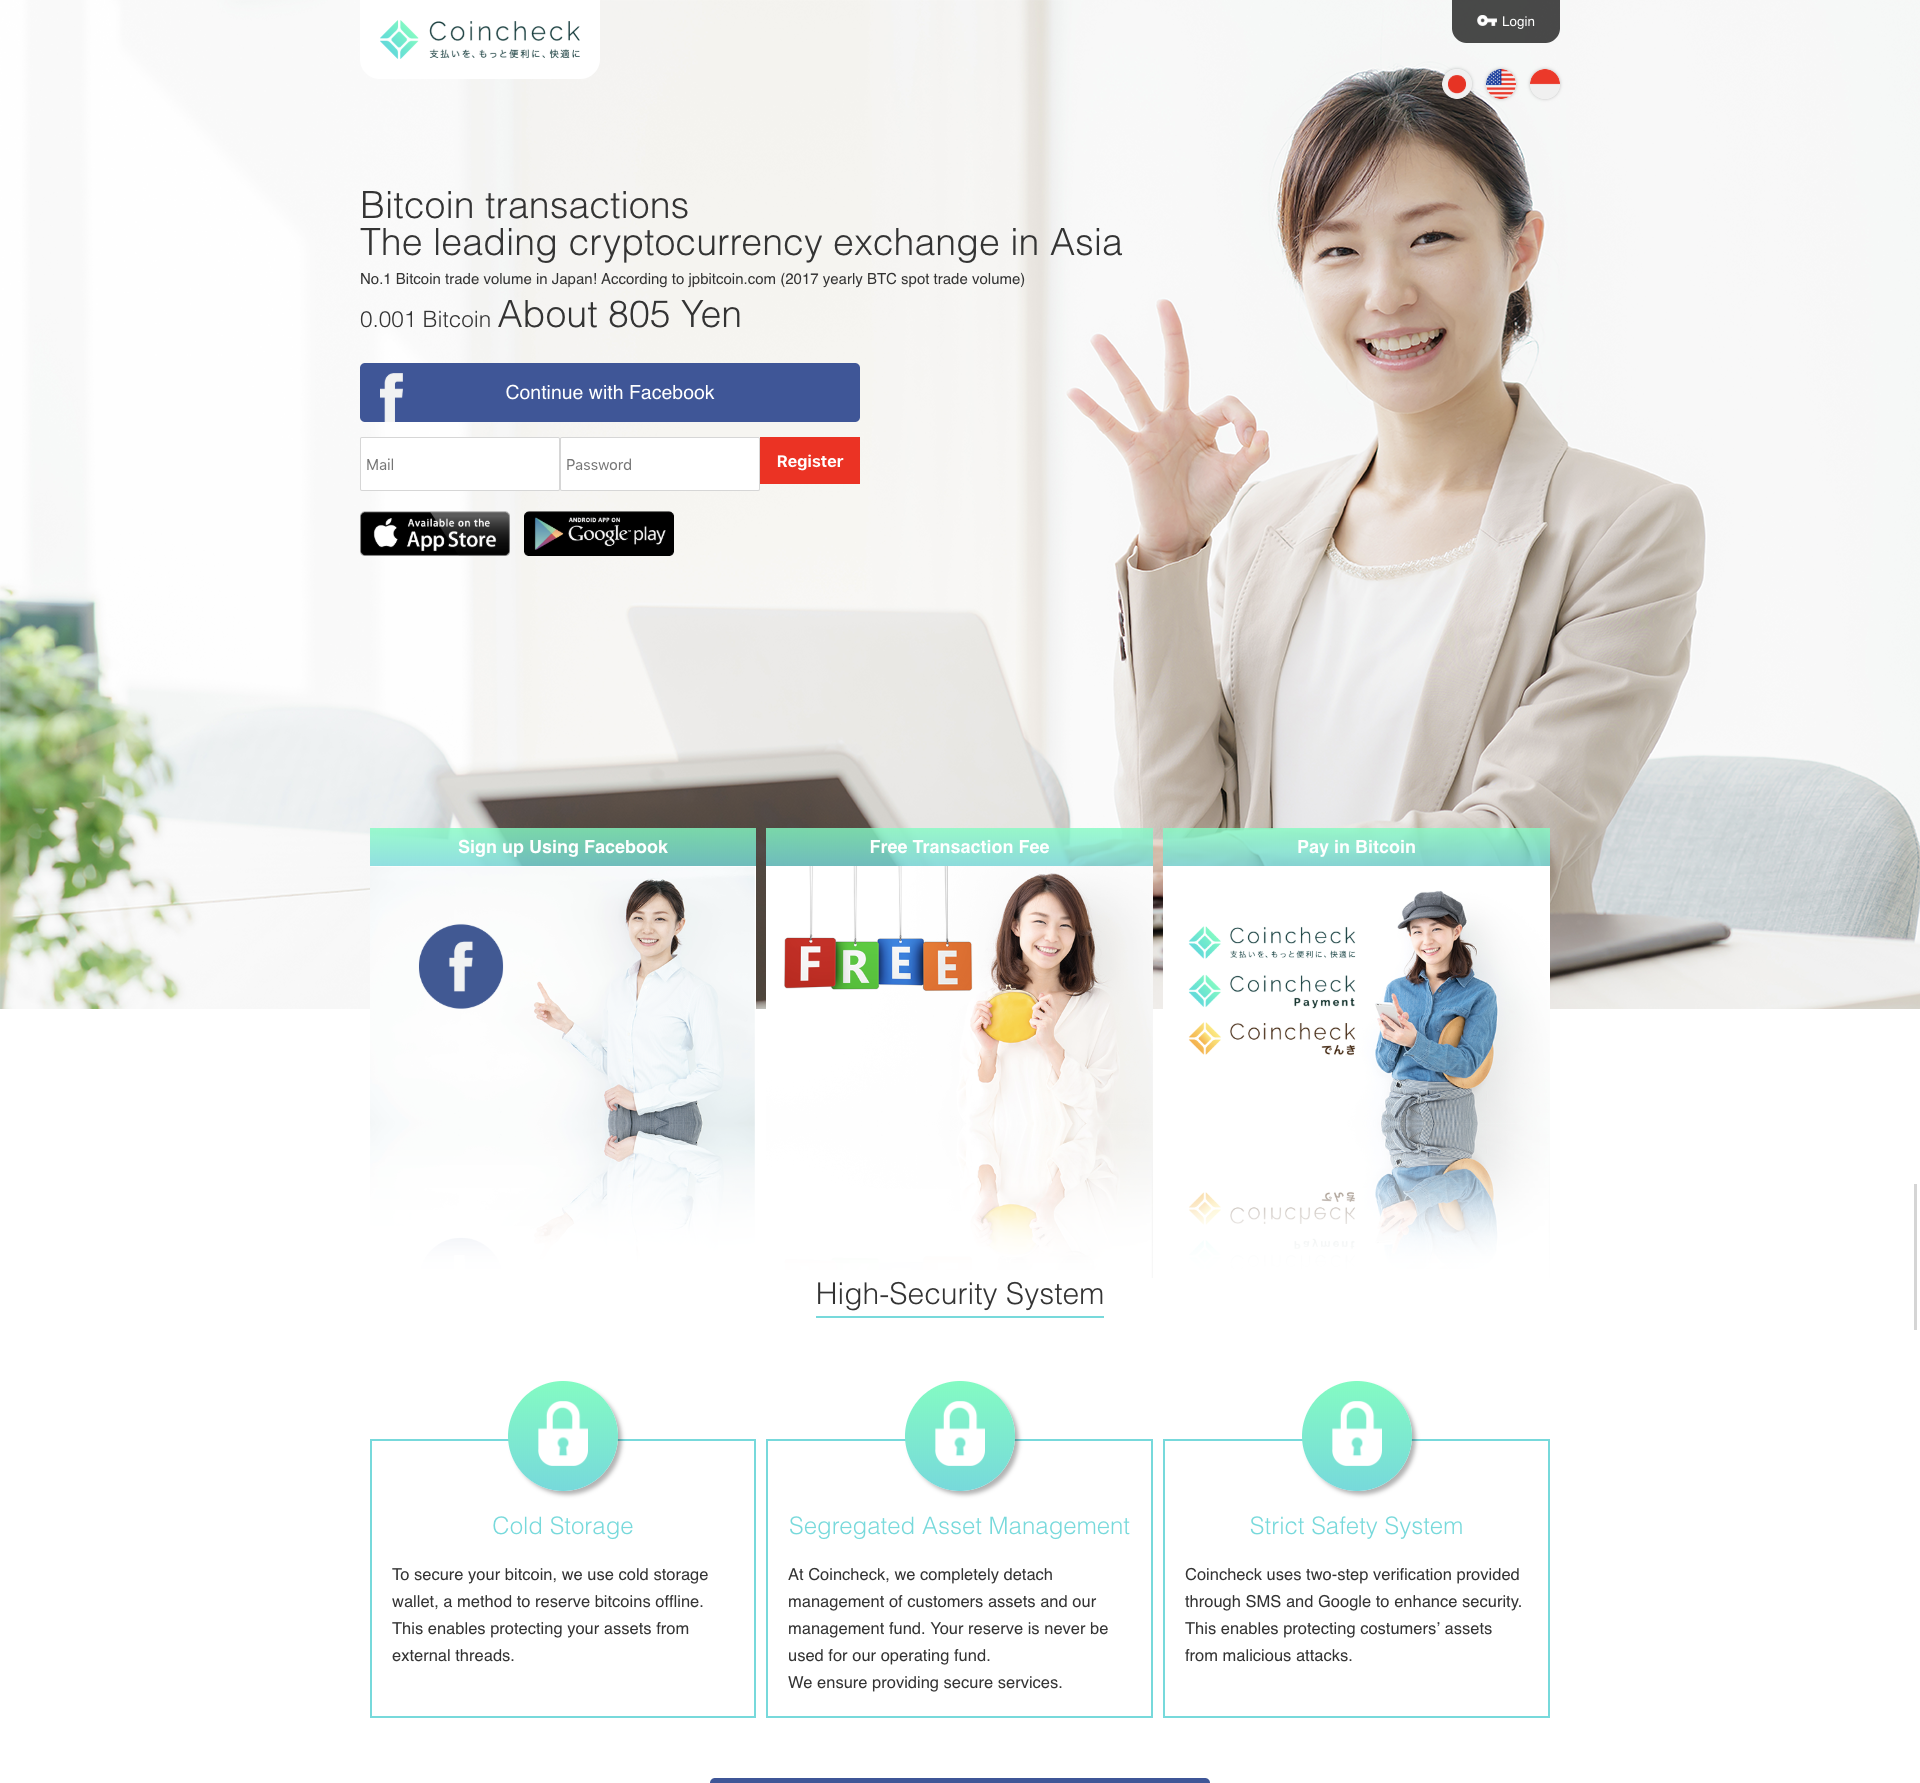 Coincheck
支払いを、もっと便利に、快適に
Login
Bitcoin transactions
The leading cryptocurrency exchange in Asia
No.1 Bitcoin trade volume in Japan! According to jpbitcoin.com (2017 yearly BTC spot trade volume)
0.001 Bitcoin About 805 Yen
f
Continue with Facebook
Mail
Password
Register
Available on the
App Store
ANDROID APP ON
Google play
Sign up Using Facebook
f
Free Transaction Fee
FREE
Pay in Bitcoin
Coincheck
支払いを、もっと便利に、快適に
Coincheck
Payment
Coincheck
でんき
High-Security System
Cold Storage
To secure your bitcoin, we use cold storage
wallet, a method to reserve bitcoins offline.
This enables protecting your assets from
external threads.
Segregated Asset Management
At Coincheck, we completely detach
management of customers assets and our
management fund. Your reserve is never be
used for our operating fund.
We ensure providing secure services.
Strict Safety System
Coincheck uses two-step verification provided
through SMS and Google to enhance security.
This enables protecting costumers’ assets
from malicious attacks.